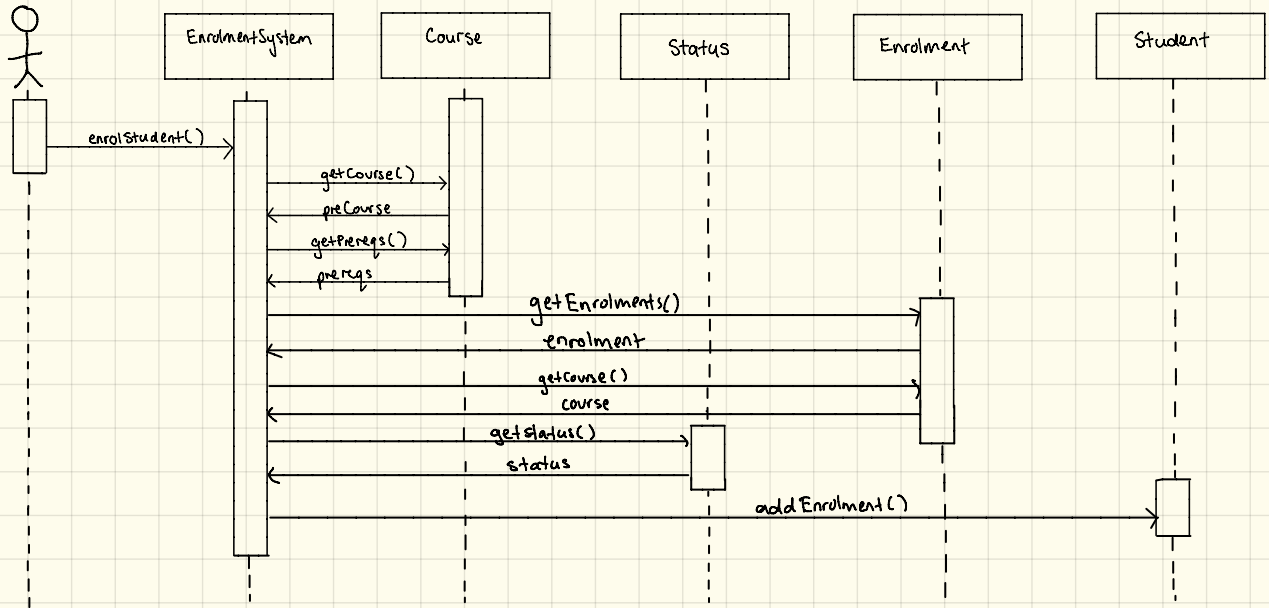 EnrolmentSystem
Course
Status
Enrolment
Student
enrolStudent()
getCourse()
preCourse
getPrereqs()
prereqs
getEnrolments()
enrolment
getCourse()
course
getStatus()
status
addEnrolment()